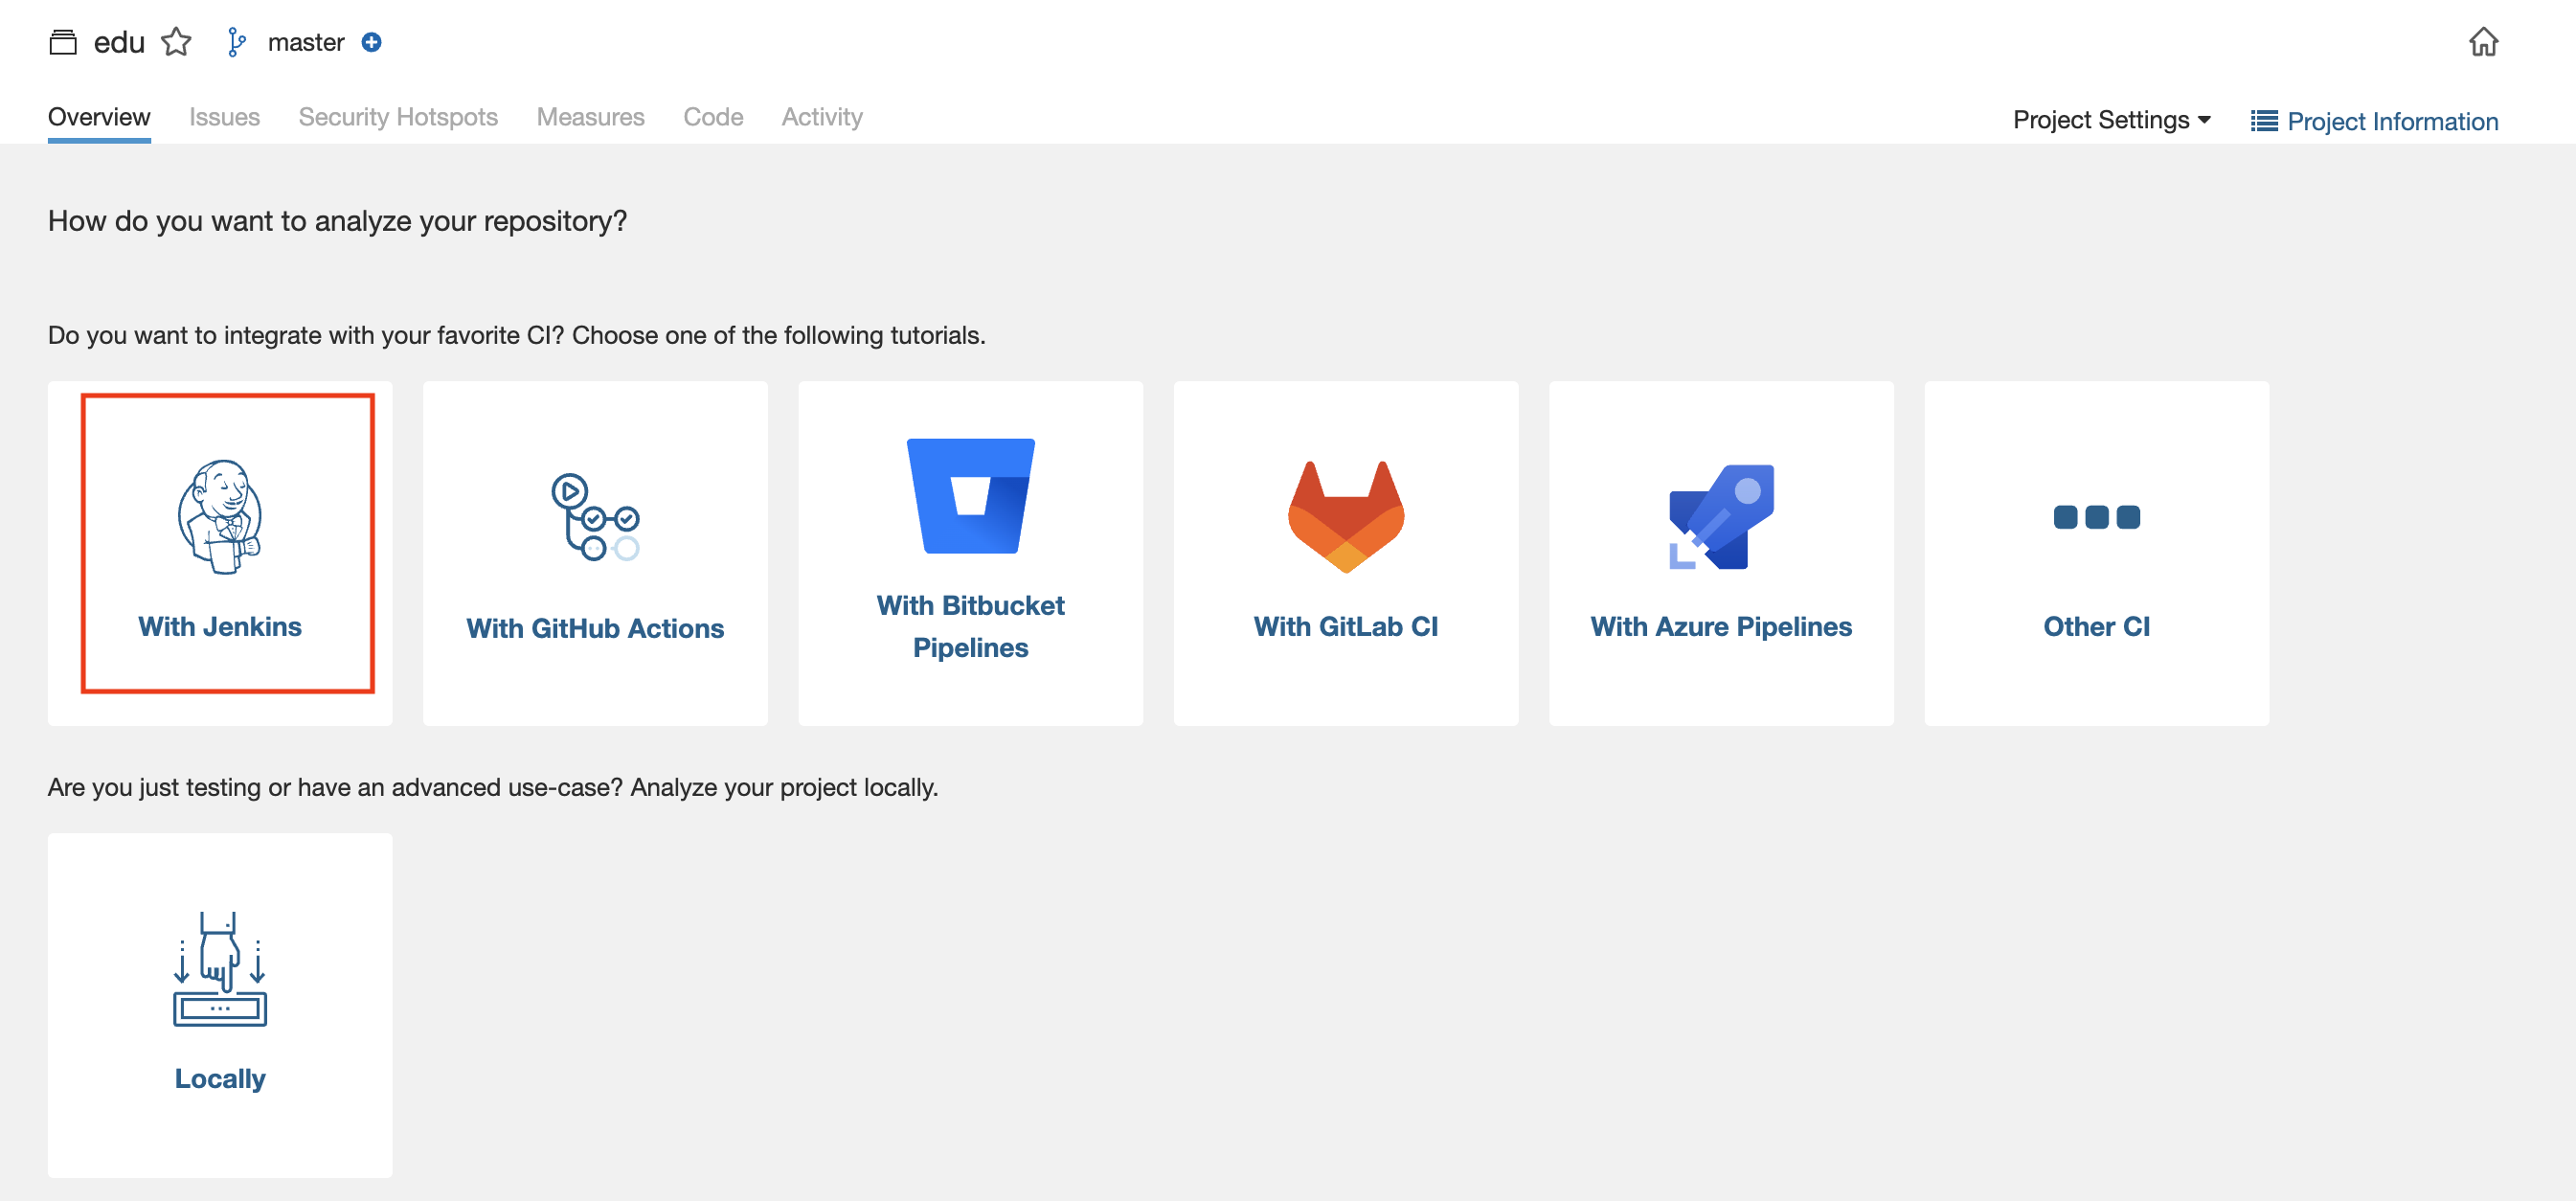 edu master
Overview Issues Security Hotspots Measures Code Activity Project Settings Project Information
How do you want to analyze your repository?
Do you want to integrate with your favorite CI? Choose one of the following tutorials.
With Jenkins
With GitHub Actions
With Bitbucket
Pipelines
With GitLab CI
With Azure Pipelines
Other CI
Are you just testing or have an advanced use-case? Analyze your project locally.
Locally